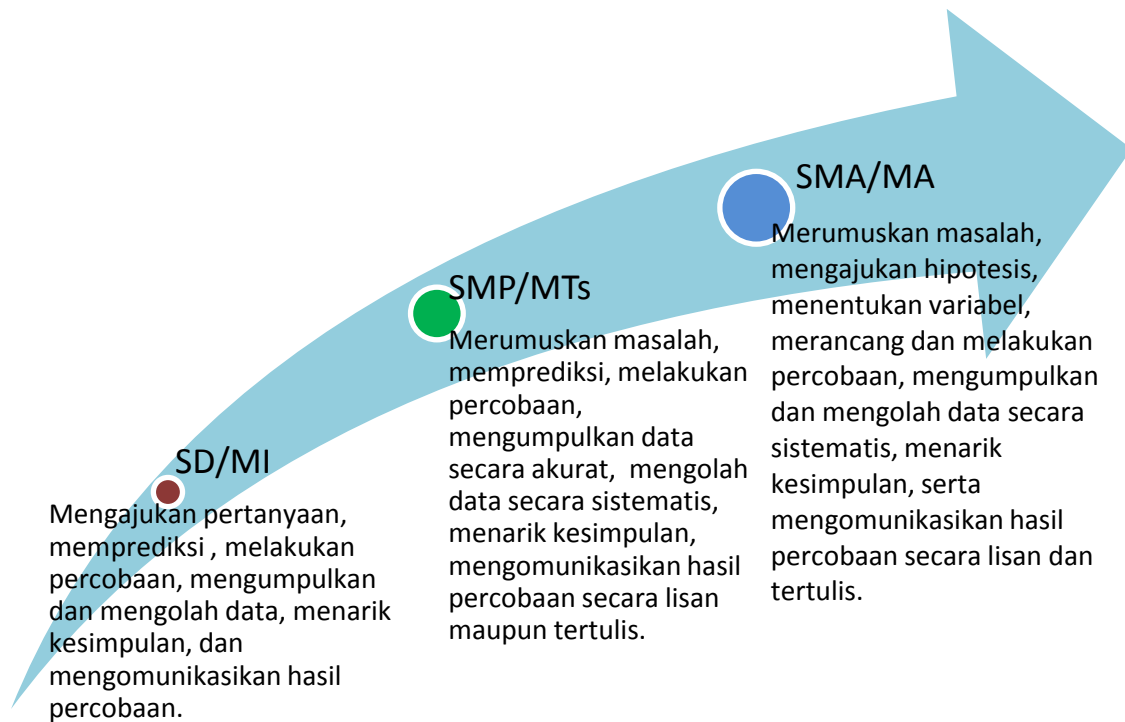 SD/MI
Mengajukan pertanyaan,
memprediksi , melakukan
percobaan, mengumpulkan
dan mengolah data, menarik
kesimpulan, dan
mengomunikasikan hasil
percobaan.
SMP/MTs
Merumuskan masalah,
memprediksi, melakukan
percobaan,
mengumpulkan data
secara akurat,  mengolah
data secara sistematis,
menarik kesimpulan,
mengomunikasikan hasil
percobaan secara lisan
maupun tertulis.
SMA/MA
Merumuskan masalah,
mengajukan hipotesis,
menentukan variabel,
merancang dan melakukan
percobaan, mengumpulkan
dan mengolah data secara
sistematis, menarik
kesimpulan, serta
mengomunikasikan hasil
percobaan secara lisan dan
tertulis.